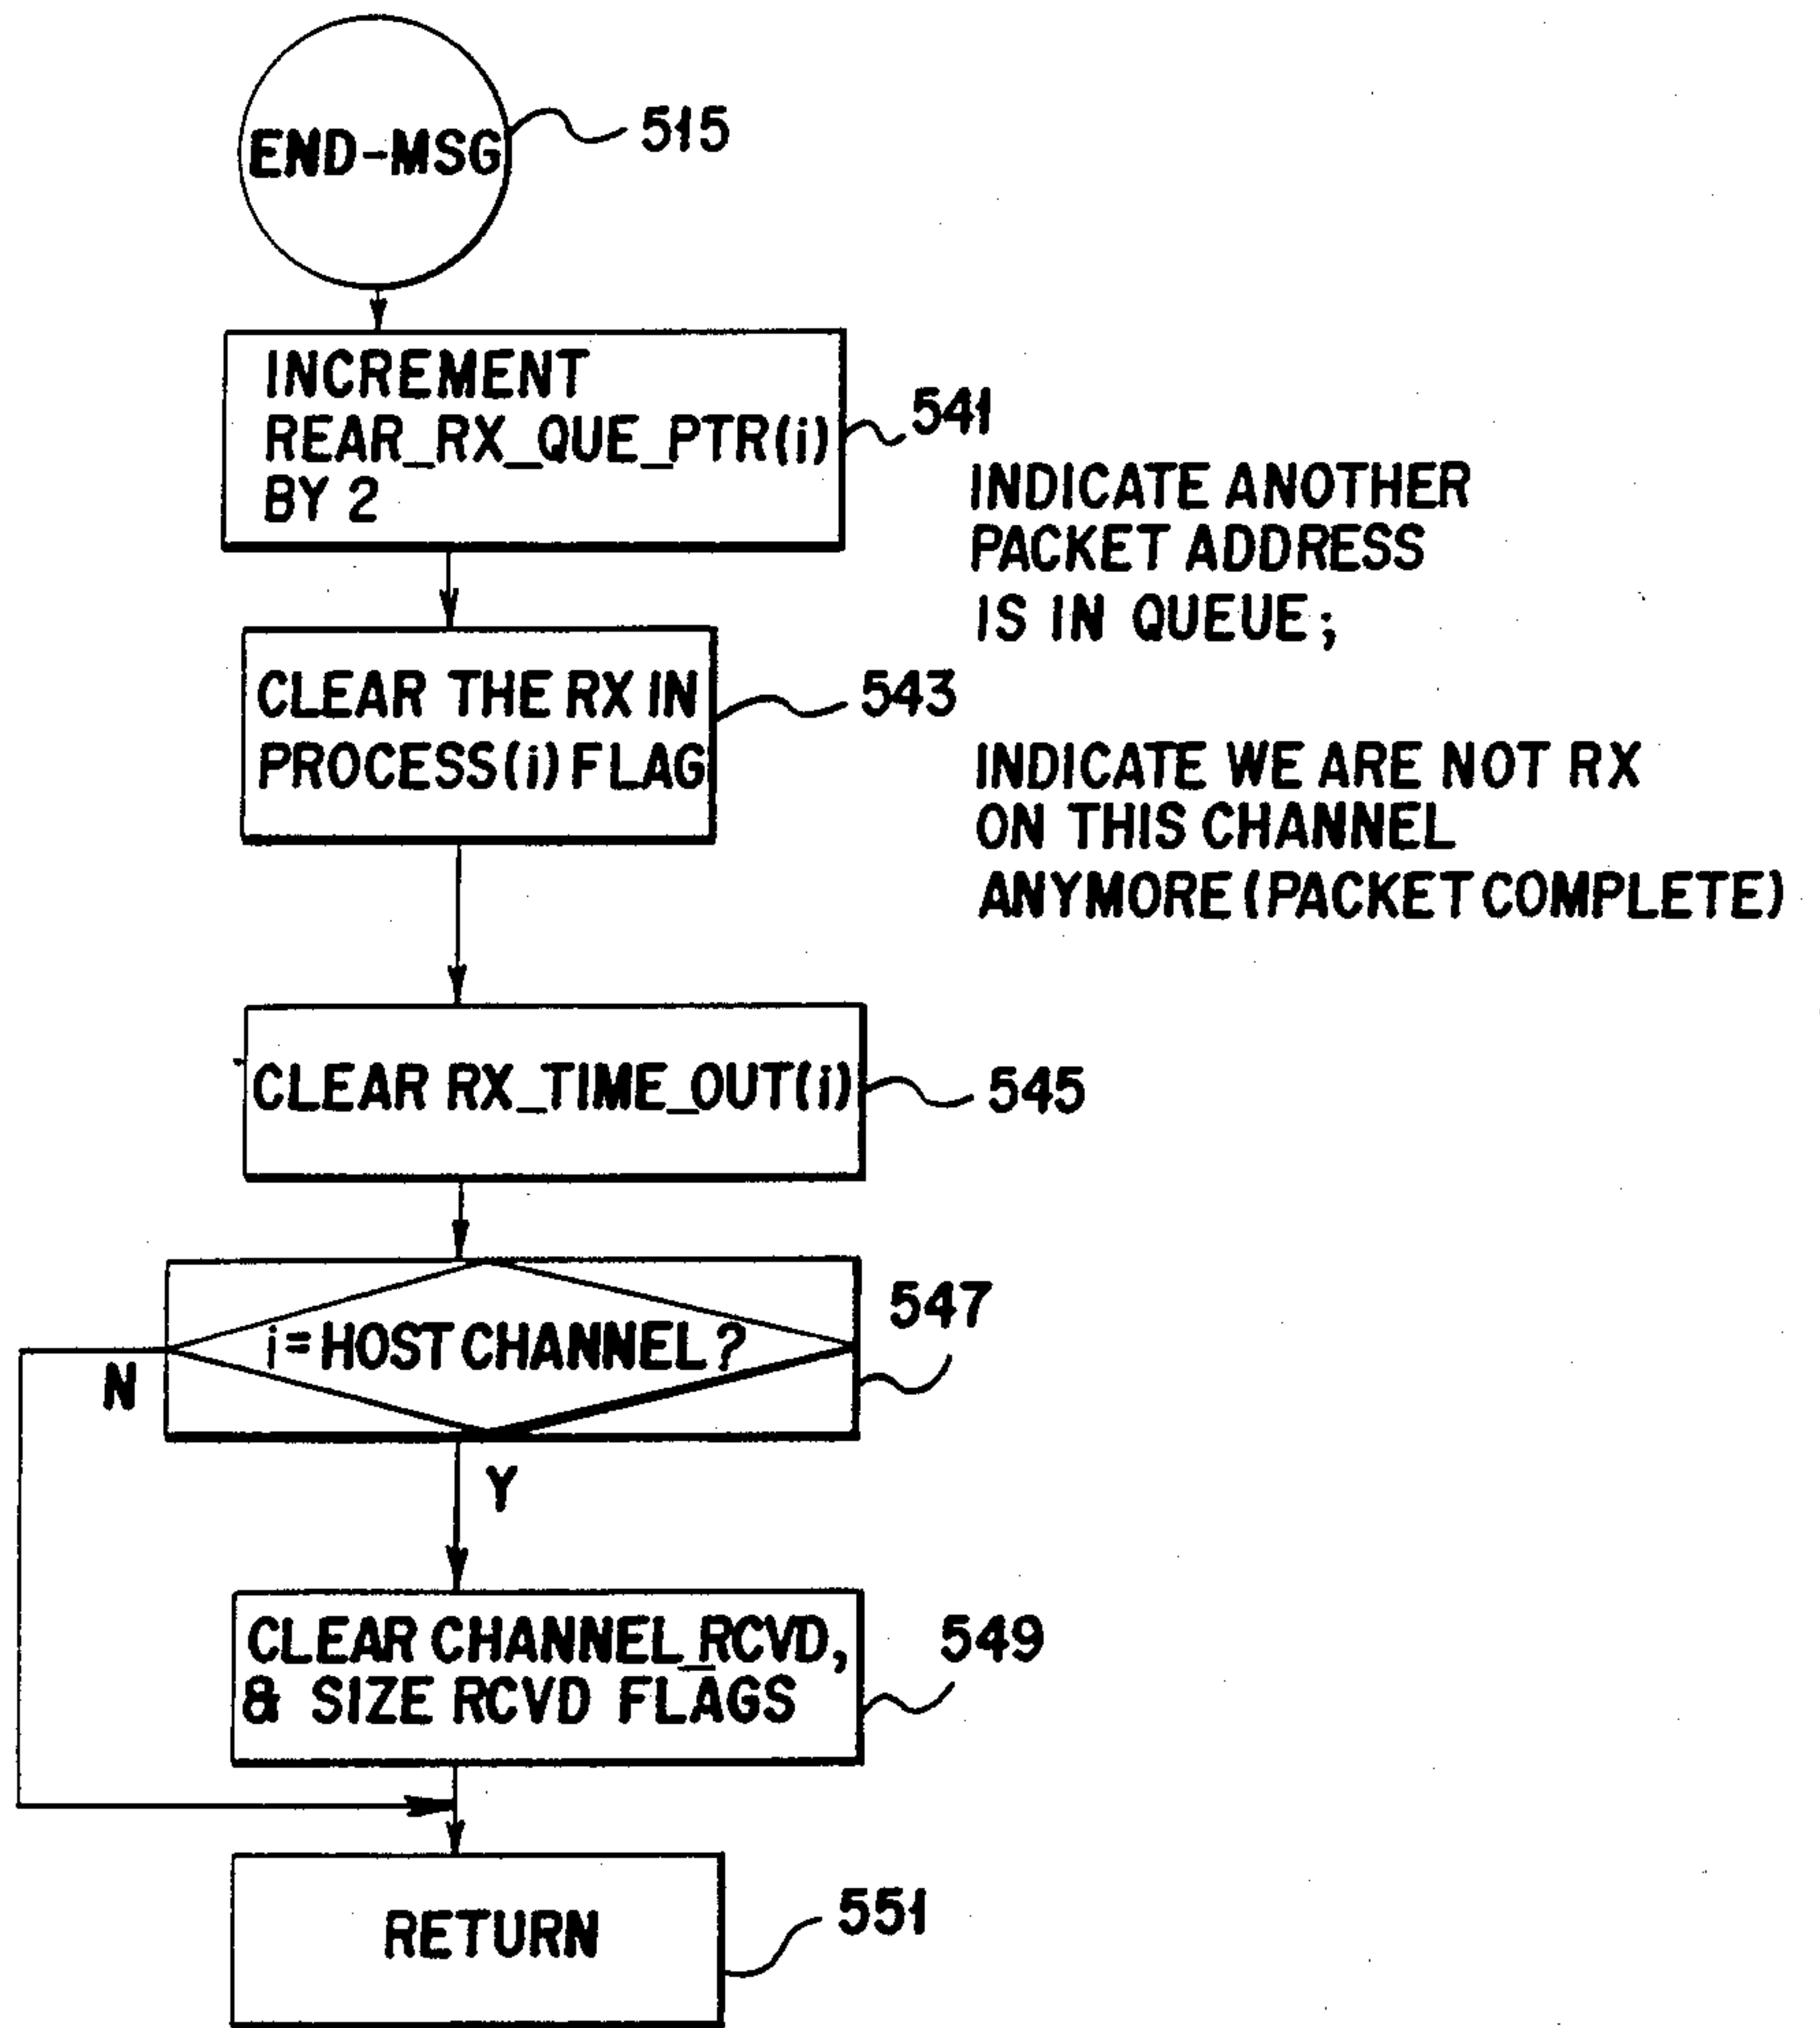 END-MSG
515
INCREMENT
REAR_RX_QUE_PTR(i)
BY 2
541
INDICATE ANOTHER
PACKET ADDRESS
IS IN QUEUE;
CLEAR THE RX IN
PROCESS(i) FLAG
543
INDICATE WE ARE NOT RX
ON THIS CHANNEL
ANYMORE (PACKET COMPLETE)
CLEAR RX_TIME_OUT(i)
545
i = HOST CHANNEL?
547
N
Y
CLEAR CHANNEL_RCVD,
& SIZE RCVD FLAGS
549
RETURN
551